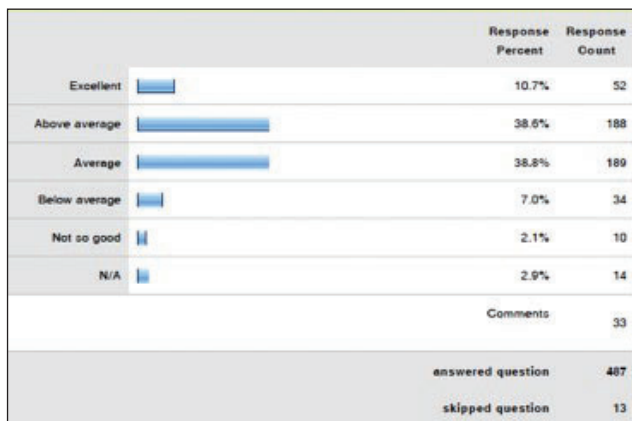 Response Response
Percent Count
Excellent 10.7% 52
Above average 38.6% 188
Average 38.8% 189
Below average 7.0% 34
Not so good 2.1% 10
N/A 2.9% 14
Comments
33
answered question 487
skipped question 13